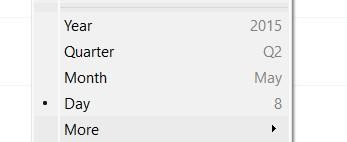 Year 2015
Quarter Q2
Month May
• Day 8
More